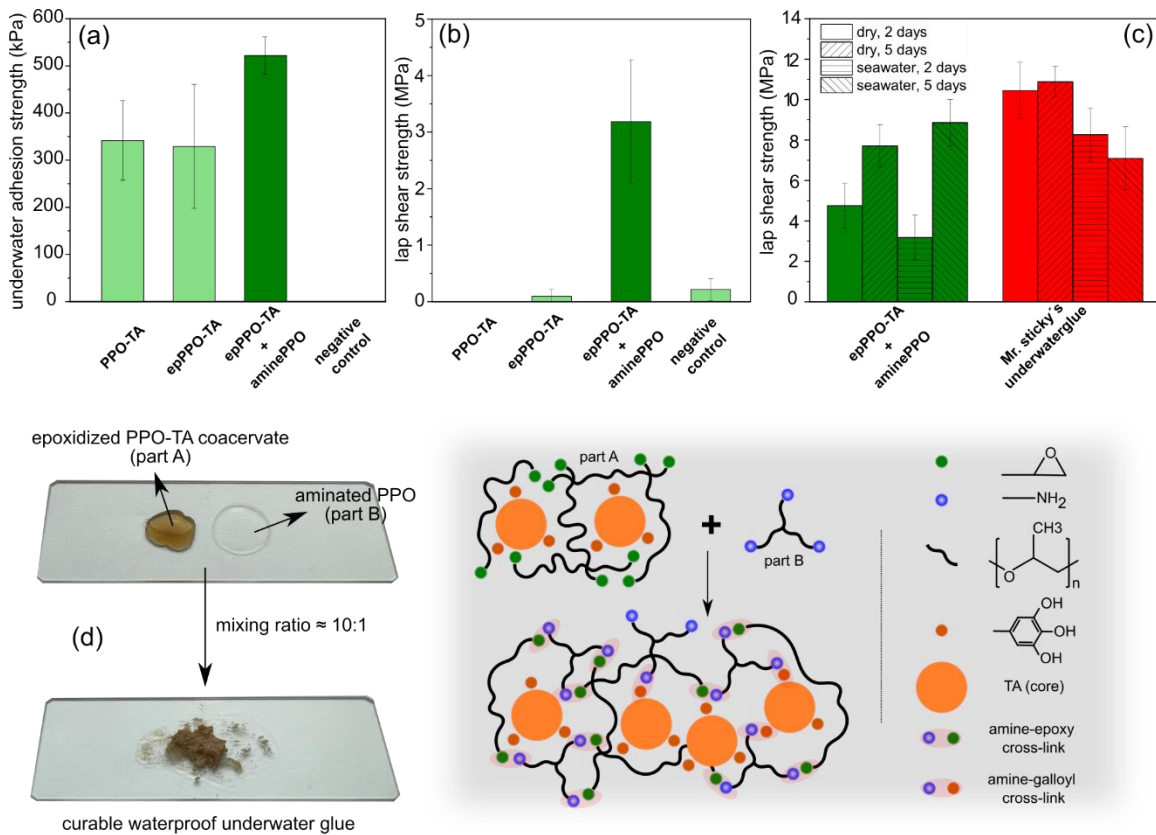 (a)
underwater adhesion strength (kPa)
600
500
400
300
200
100
0
PPO-TA
epPPO-TA
epPPO-TA
+
aminePPO
negative
control
(b)
lap shear strength (MPa)
5
4
3
2
1
0
PPO-TA
epPPO-TA
epPPO-TA
+
aminePPO
negative
control
(c)
lap shear strength (MPa)
14
12
10
8
6
4
2
0
dry, 2 days
dry, 5 days
seawater, 2 days
seawater, 5 days
epPPO-TA
+
aminePPO
Mr. sticky´s
underwaterglue
epoxidized PPO-TA coacervate
(part A)
aminated PPO
(part B)
(d)
mixing ratio ≈ 10:1
curable waterproof underwater glue
part A
+
part B
O
NH2
CH3
O
n
OH
OH
OH
TA (core)
amine-epoxy
cross-link
amine-galloyl
cross-link